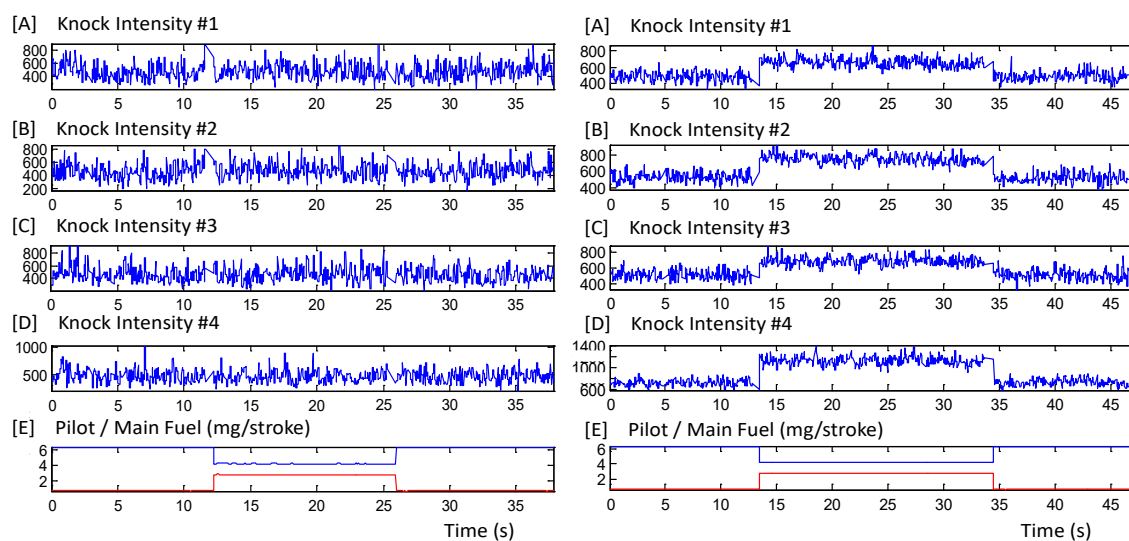 [A] Knock Intensity #1
800
600
400
0 5 10 15 20 25 30 35
[B] Knock Intensity #2
800
600
400
200
0 5 10 15 20 25 30 35
[C] Knock Intensity #3
800
600
400
0 5 10 15 20 25 30 35
[D] Knock Intensity #4
1000
500
0 5 10 15 20 25 30 35
[E] Pilot / Main Fuel (mg/stroke)
6
4
2
0 5 10 15 20 25 30 35
Time (s)
[A] Knock Intensity #1
800
600
400
0 5 10 15 20 25 30 35 40 45
[B] Knock Intensity #2
800
600
400
0 5 10 15 20 25 30 35 40 45
[C] Knock Intensity #3
800
600
400
0 5 10 15 20 25 30 35 40 45
[D] Knock Intensity #4
1400
1000
600
0 5 10 15 20 25 30 35 40 45
[E] Pilot / Main Fuel (mg/stroke)
6
4
2
0 5 10 15 20 25 30 35 40 45
Time (s)